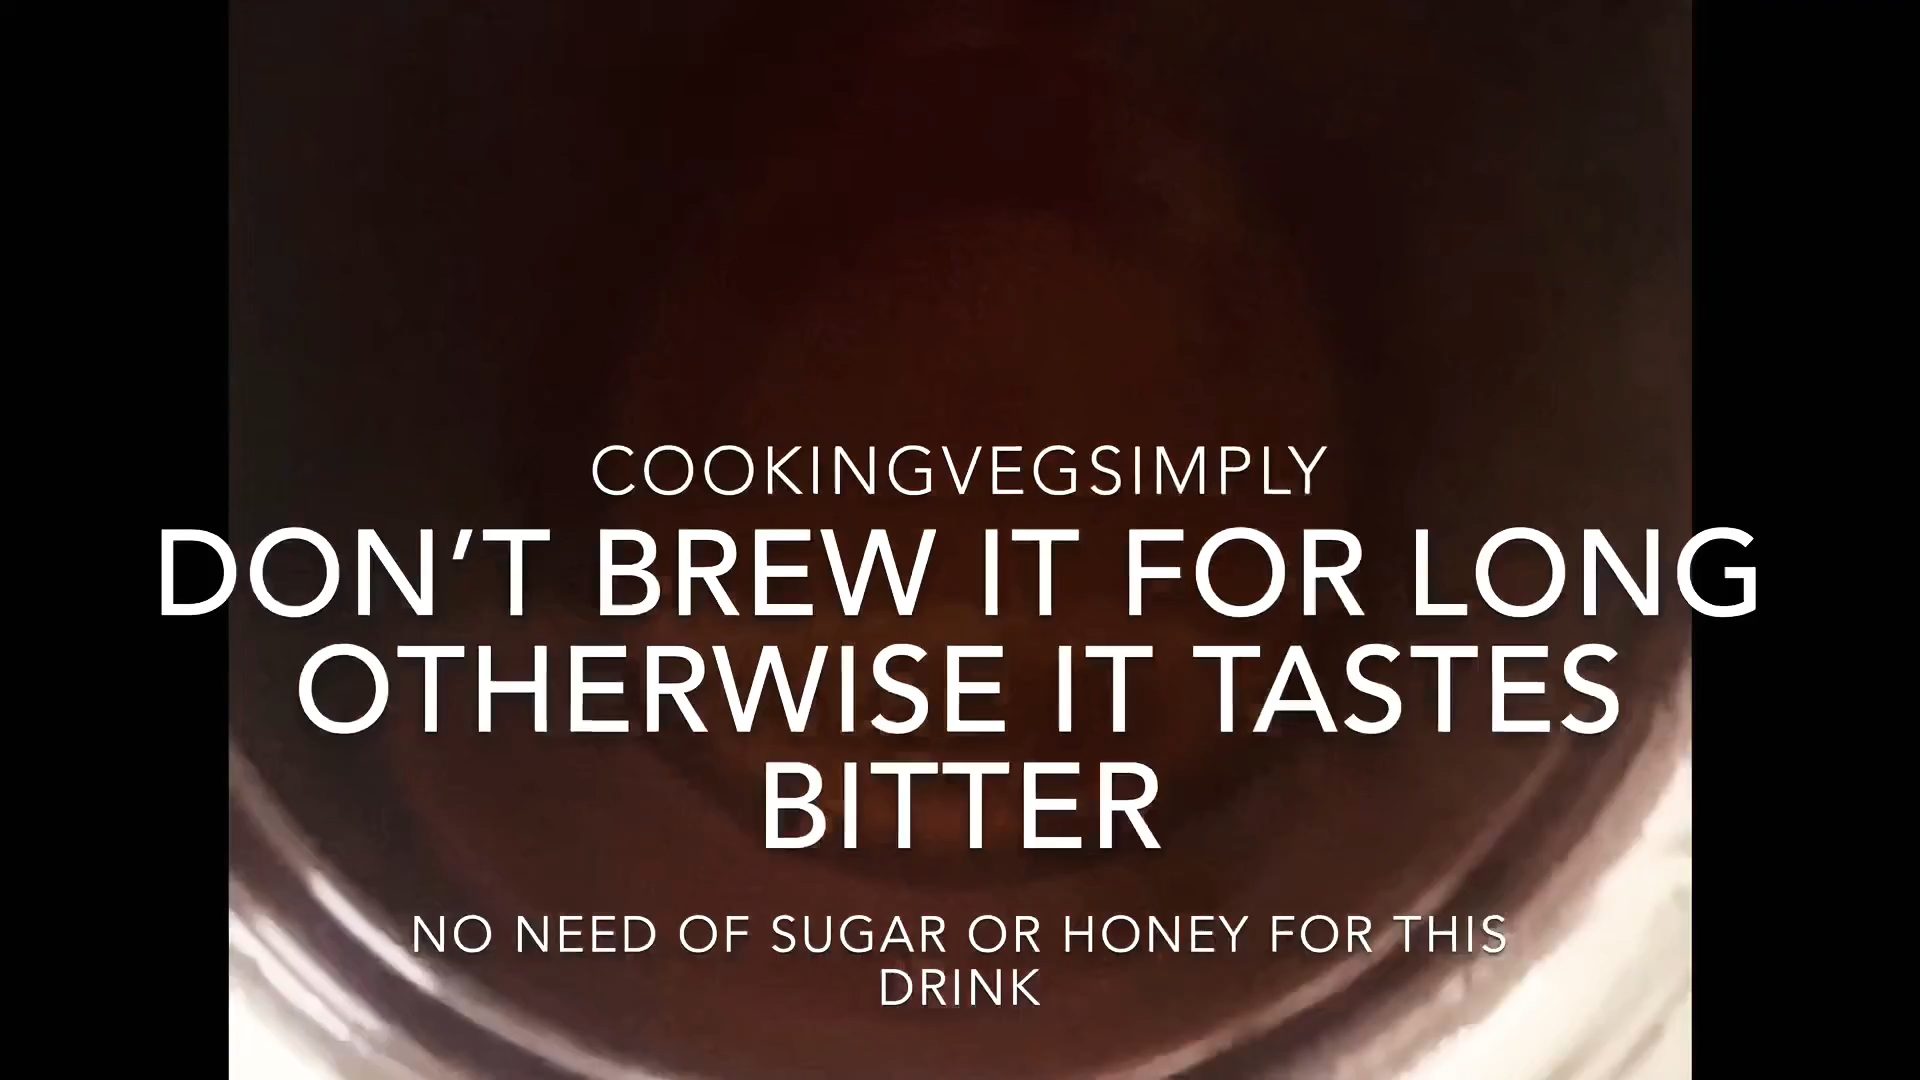 COOKINGVEGSIMPLY
DON’T BREW IT FOR LONG
OTHERWISE IT TASTES
BITTER
NO NEED OF SUGAR OR HONEY FOR THIS
DRINK